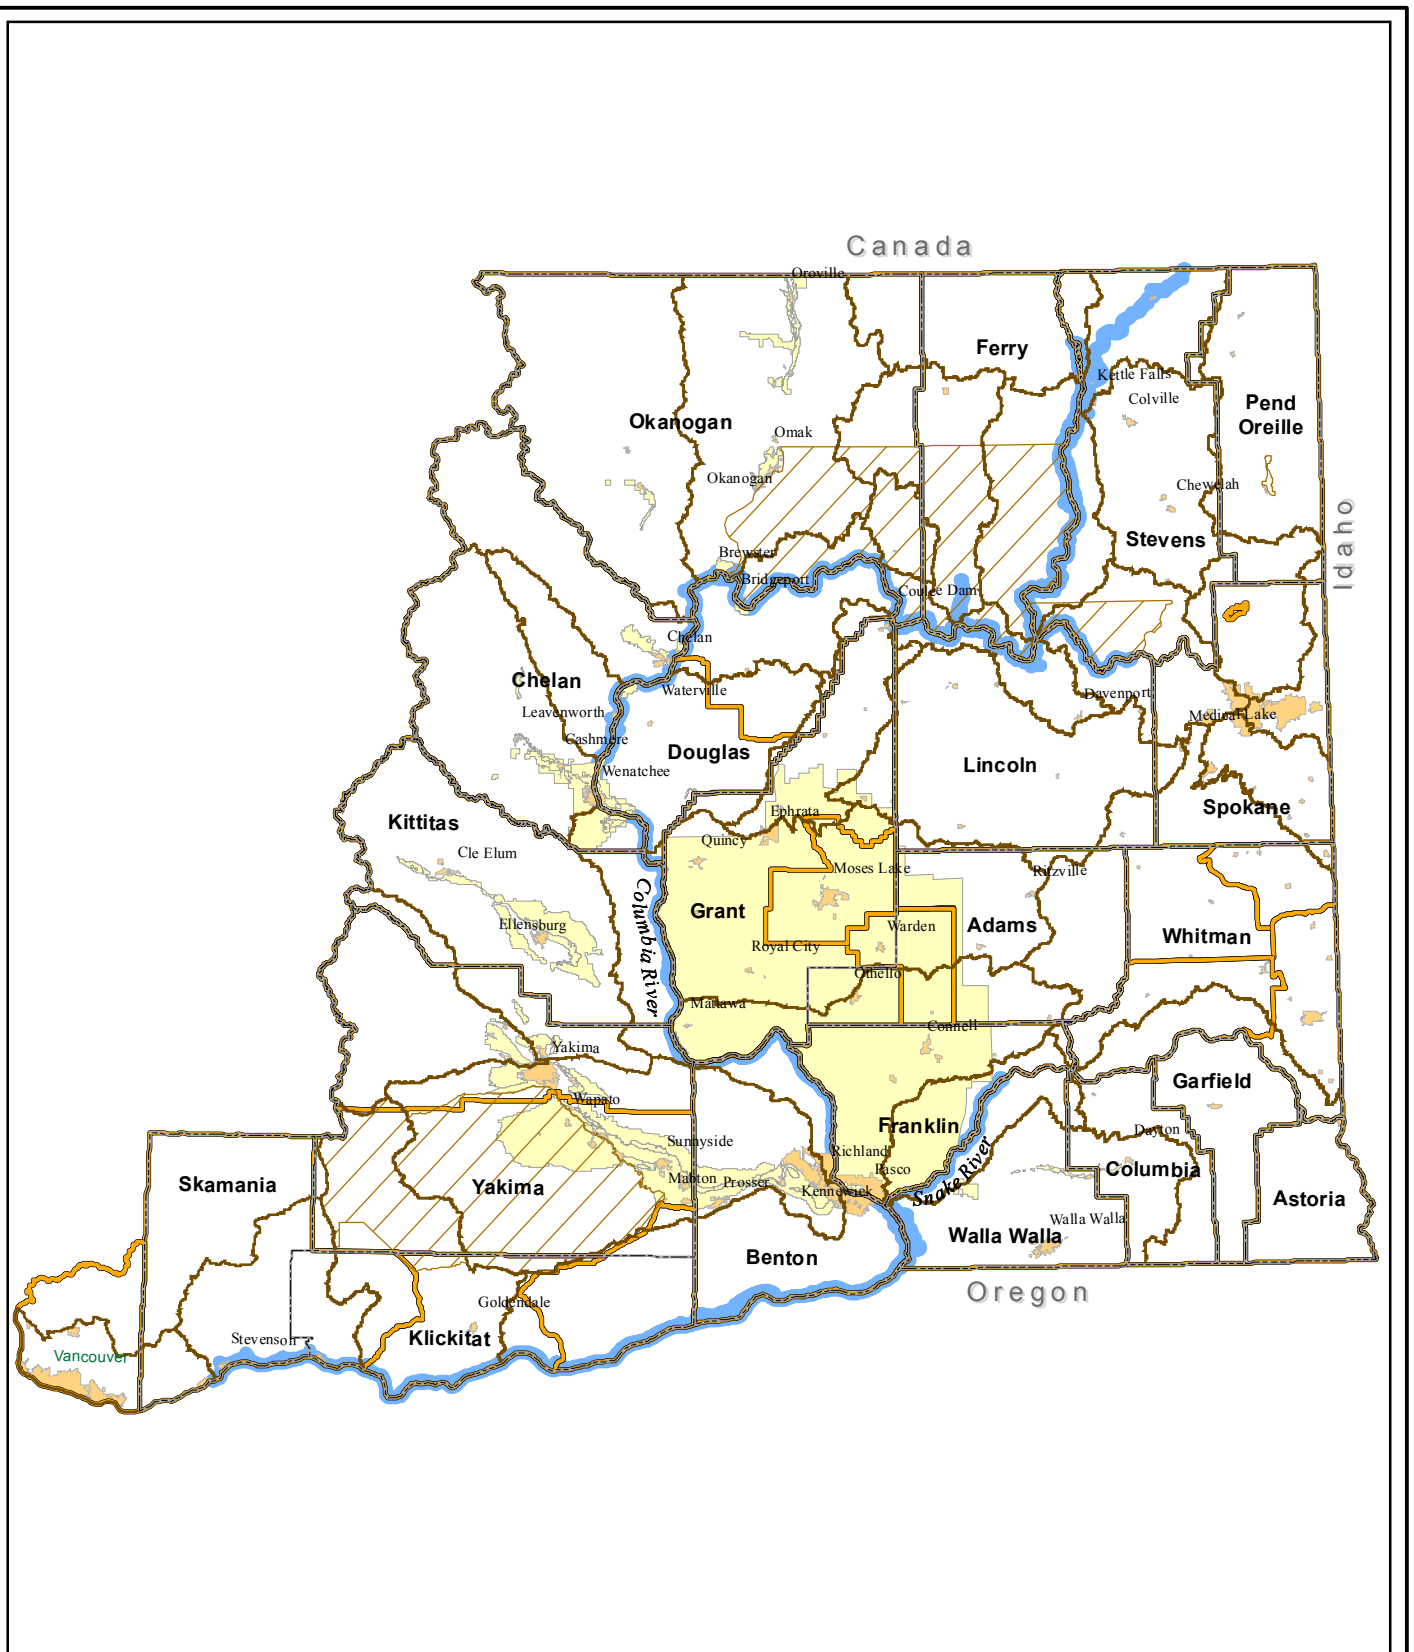 Canada
Oroville
Ferry
Kettle Falls
Colville
Pend
Oreille
Okanogan
Omak
Okanogan
Chewelah
Idaho
Stevens
Brewster
Bridgeport
Coulee Dam
Chelan
Chelan
Waterville
Davenport
Leavenworth
Medical Lake
Cashmere
Douglas
Wenatchee
Lincoln
Spokane
Ephrata
Kittitas
Quincy
Cle Elum
Moses Lake
Ritzville
Columbia River
Grant
Ellensburg
Warden
Adams
Whitman
Royal City
Othello
Mattawa
Connell
Yakima
Garfield
Wapato
Franklin
Dayton
Sunnyside
Richland
Snake River
Pasco
Columbia
Skamania
Yakima
Mabton
Prosser
Kennewick
Astoria
Walla Walla
Walla Walla
Benton
Oregon
Goldendale
Stevenson
Klickitat
Vancouver